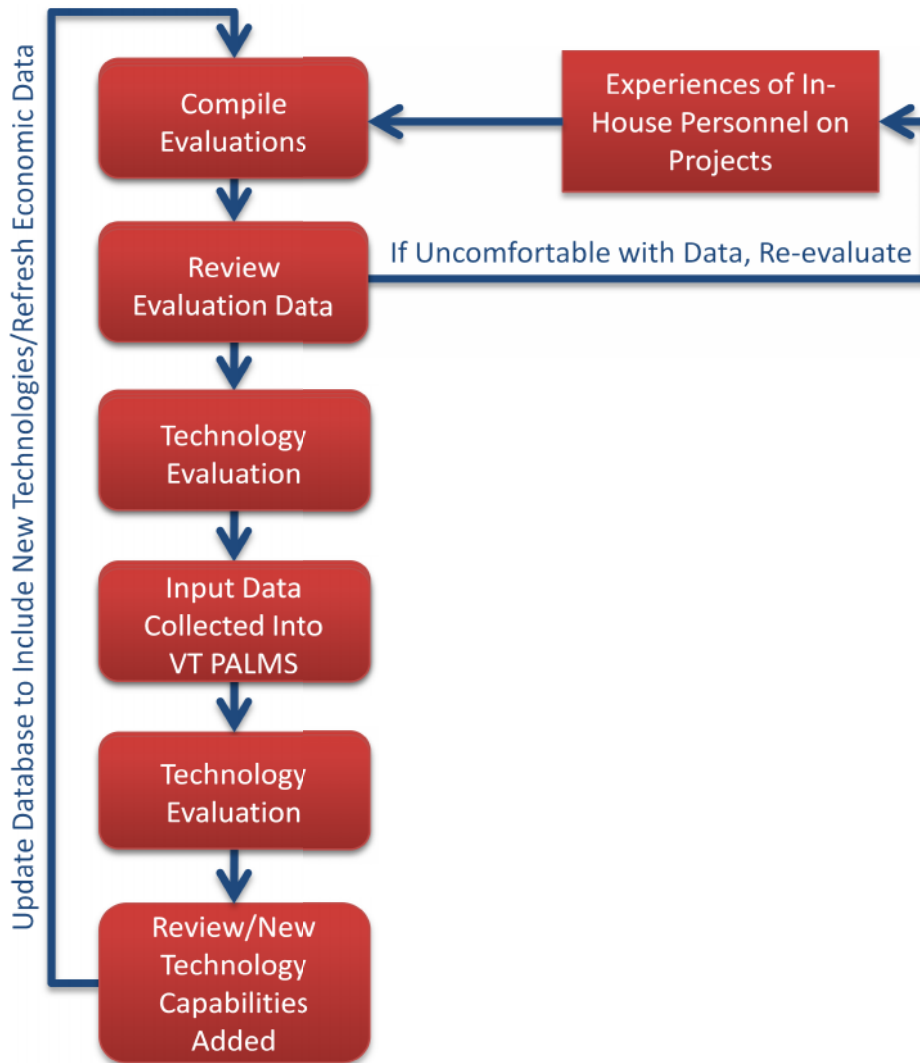 Update Database to Include New Technologies/Refresh Economic Data
Compile
Evaluations
Experiences of In-
House Personnel on
Projects
Review
Evaluation Data
If Uncomfortable with Data, Re-evaluate
Technology
Evaluation
Input Data
Collected Into
VT PALMS
Technology
Evaluation
Review/New
Technology
Capabilities
Added